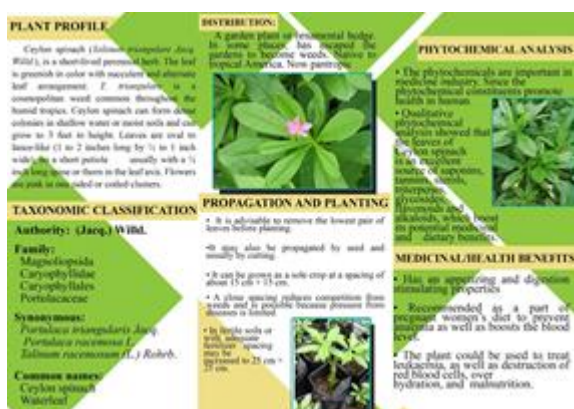 PLANT PROFILE
Ceylon spinach (Talinum triangulare Jacq.
Willd), is a short-lived perennial herb. The leaf
is greenish in color with succulent and alternate
leaf arrangement. T. triangulare is a
cosmopolitan weed common throughout the
humid tropics. Ceylon spinach can form dense
colonies in shallow water or moist soils and can
grow to 3 feet in height. Leaves are oval to
lance-like (1 to 2 inches long by ½ to 1 inch
wide), on a short petiole usually with a ½
inch long spine or thorn in the leaf axis. Flowers
are pink in one sided or coiled clusters.
TAXONOMIC CLASSIFICATION
Authority: (Jacq.) Willd.
Family:
Magnoliopsida
Caryophyllidae
Caryophyllales
Portulacaceae
Synonymous:
Portulaca triangularis Jacq.
Portulaca racemosa L.
Talinum racemosum (L.) Rohrb.
Common names:
Ceylon spinach
Waterleaf
DISTRIBUTION:
A garden plant or ornamental hedge.
In some places, has escaped the
gardens to become weeds. Native to
tropical America. Now pantropic
PROPAGATION AND PLANTING
• It is advisable to remove the lowest pair of
leaves before planting.
•It may also be propagated by seed and
usually by cutting.
•It can be grown as a sole crop at a spacing of
about 15 cm × 15 cm.
• A close spacing reduces competition from
weeds and is possible because pressure from
diseases is limited.
• In fertile soils or
with adequate
fertilizer spacing
may be
increased to 25 cm ×
25 cm.
PHYTOCHEMICAL ANALYSIS
• The phytochemicals are important in
medicine industry. Since the
phytochemical constituents promote
health in human
• Qualitative
phytochemical
analysis showed that
the leaves of
Ceylon spinach
is an excellent
source of saponins,
tannins, sterols,
triterpenes,
glycosides,
flavonoids and
alkaloids, which boost
its potential medicinal
and dietary benefits.
MEDICINAL/HEALTH BENEFITS
• Has an appetizing and digestion
stimulating properties
• Recommended as a part of
pregnant women's diet to prevent
anaemia as well as boosts the blood
level.
• The plant could be used to treat
leukaemia, as well as destruction of
red blood cells, over
hydration, and malnutrition.